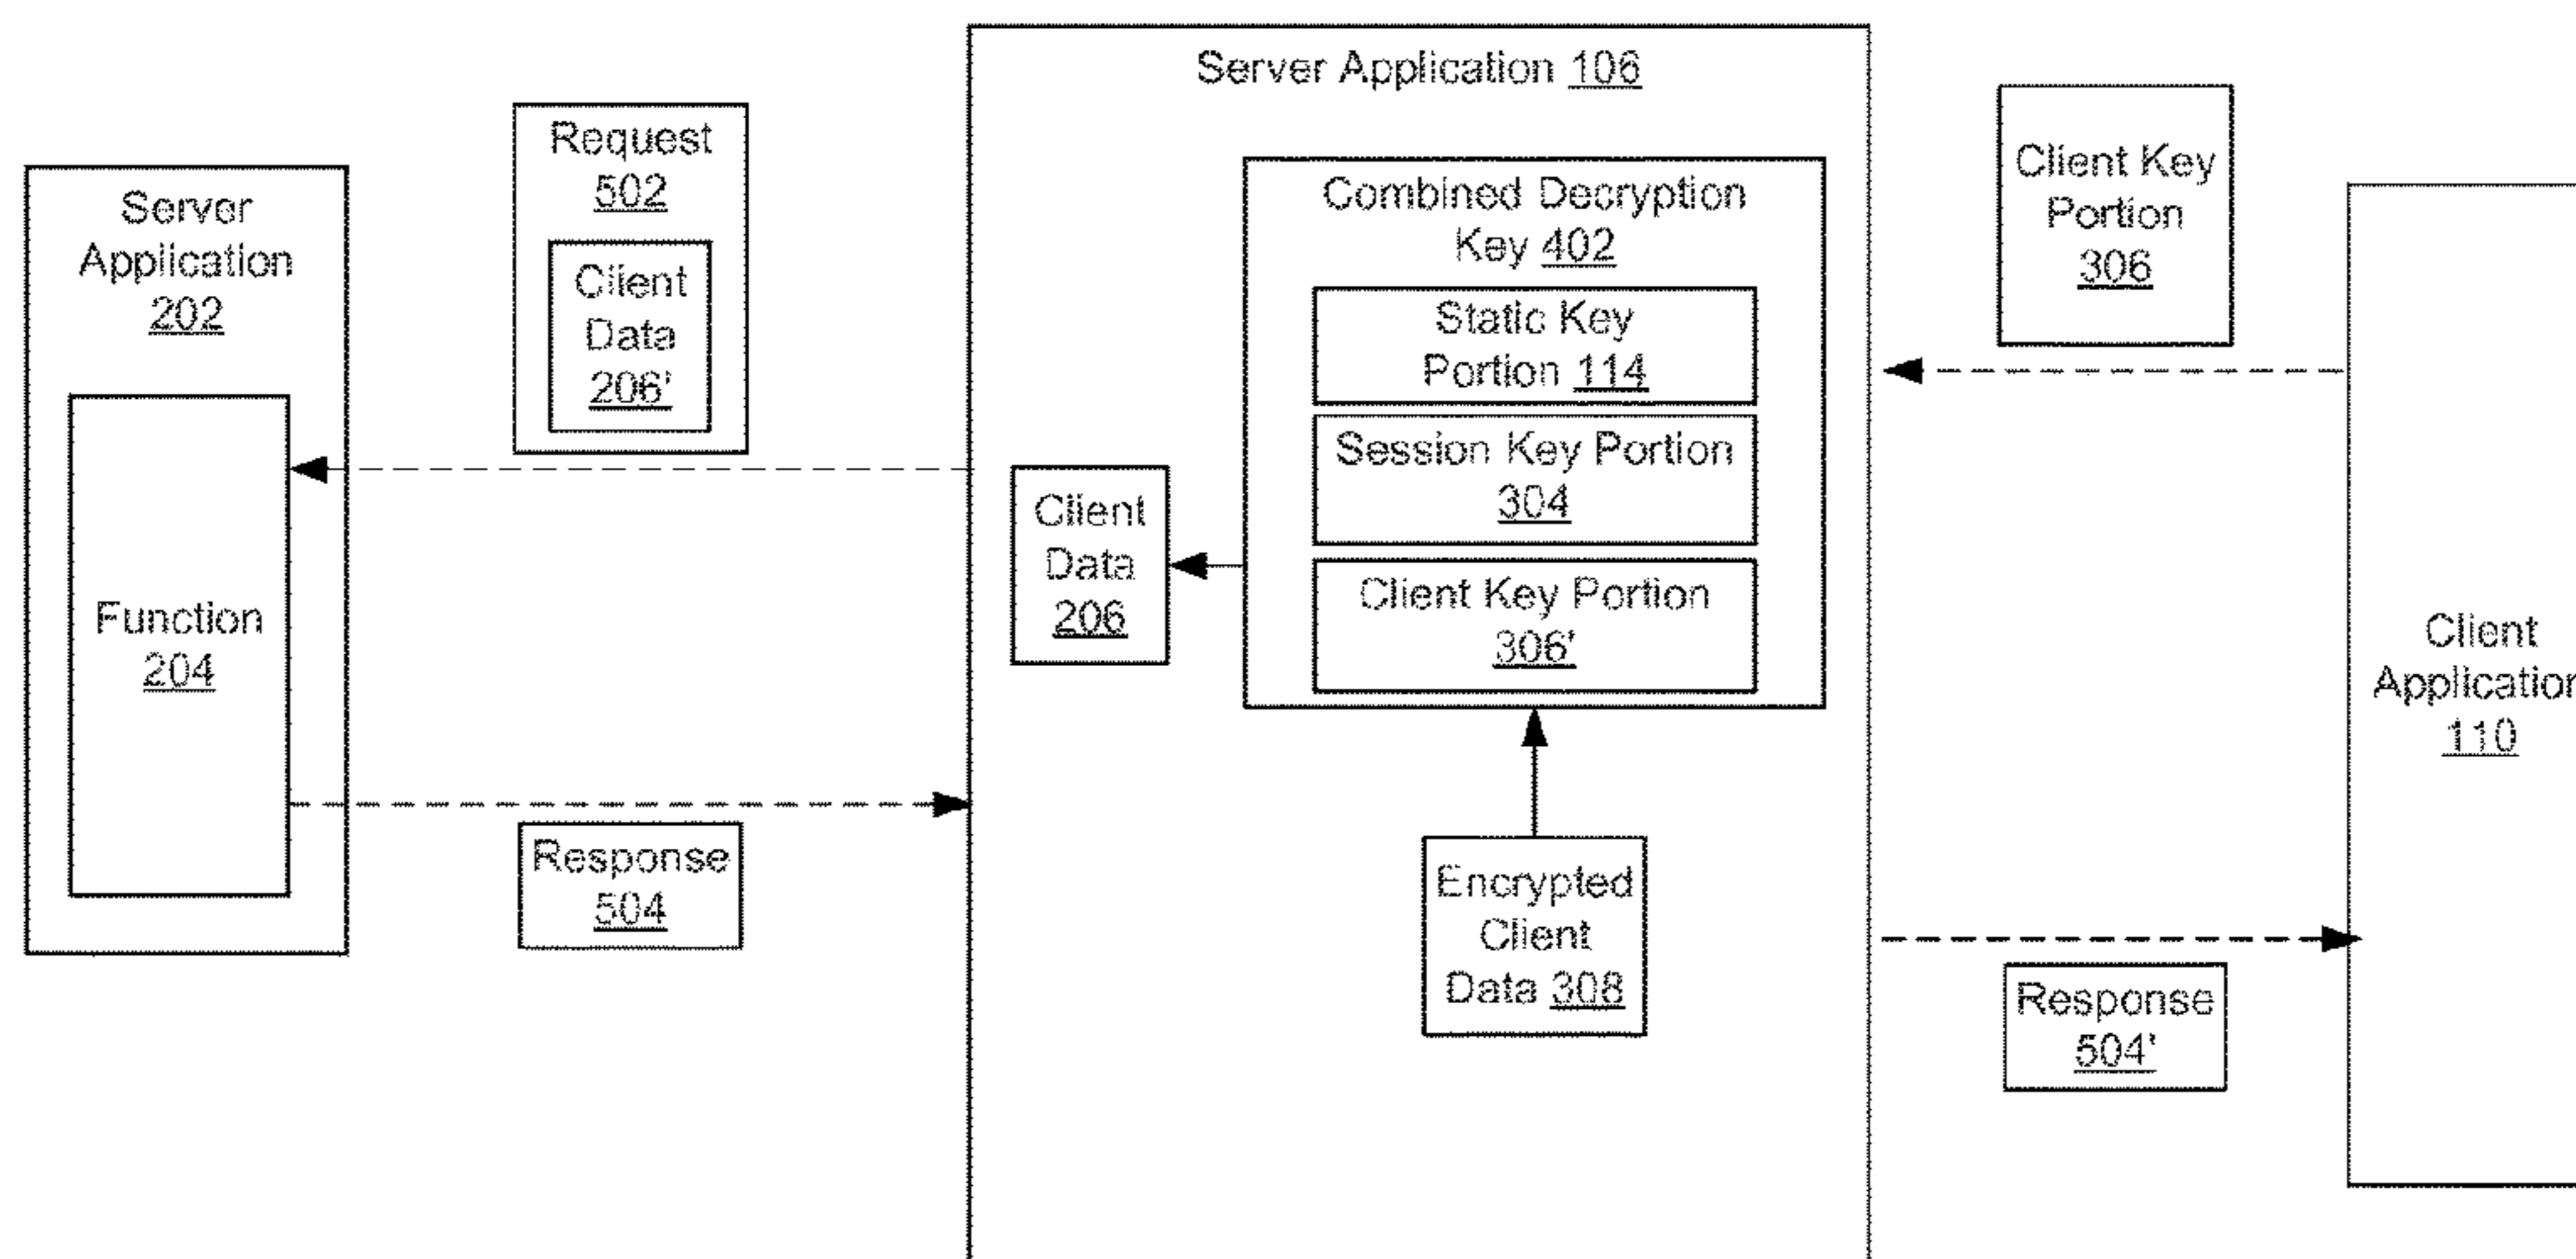 Server
Application
202
Function
204
Request
502
Client
Data
206'
Response
504
Server Application 106
Client
Data
206
Combined Decryption
Key 402
Static Key
Portion 114
Session Key Portion
304
Client Key Portion
306'
Encrypted
Client
Data 308
Client Key
Portion
306
Response
504'
Client
Application
110